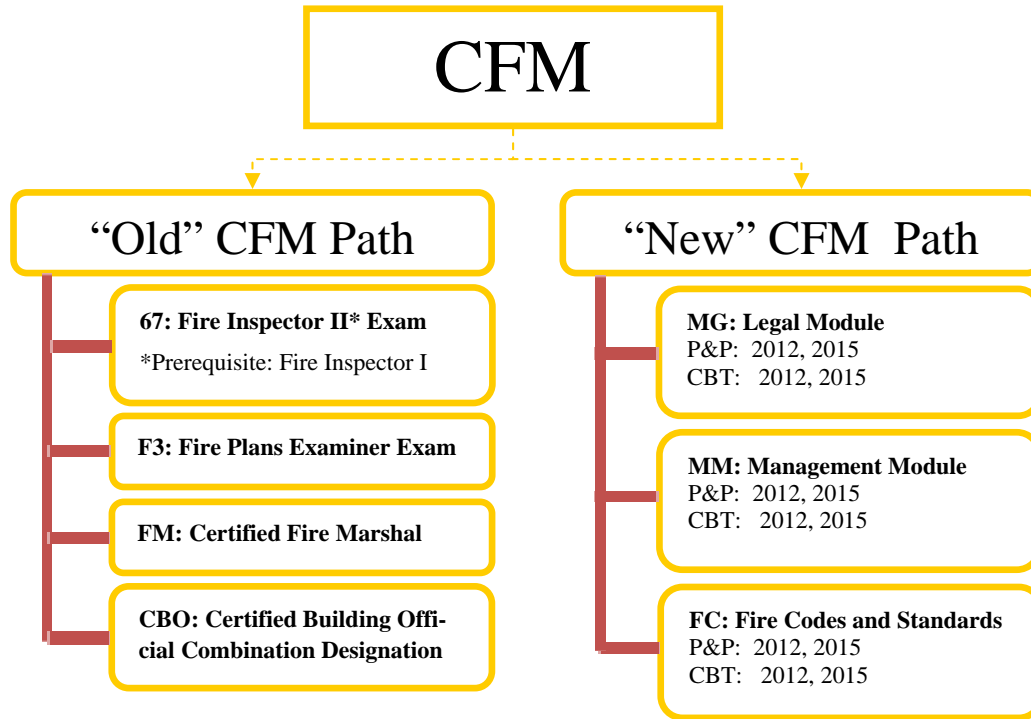 CFM
“Old” CFM Path
67: Fire Inspector II* Exam
*Prerequisite: Fire Inspector I
F3: Fire Plans Examiner Exam
FM: Certified Fire Marshal
CBO: Certified Building Offi-
cial Combination Designation
“New” CFM Path
MG: Legal Module
P&P: 2012, 2015
CBT: 2012, 2015
MM: Management Module
P&P: 2012, 2015
CBT: 2012, 2015
FC: Fire Codes and Standards
P&P: 2012, 2015
CBT: 2012, 2015